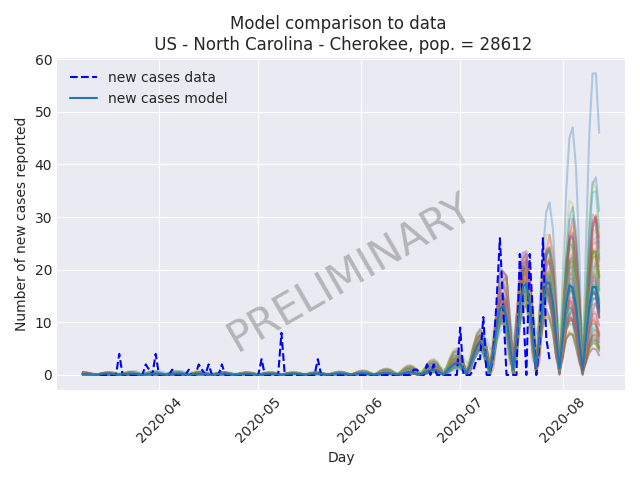 Model comparison to data
US - North Carolina - Cherokee, pop. = 28612
new cases data
new cases model
PRELIMINARY
Number of new cases reported
60
50
40
30
20
10
0
2020-04
2020-05
2020-06
2020-07
2020-08
Day